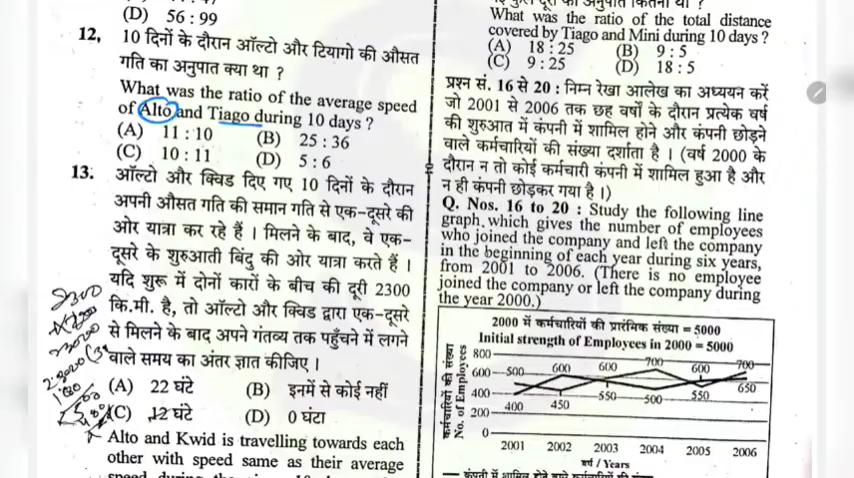 (D) 56 : 99
12, 10 दिनों के दौरान ऑल्टो और टियागो की औसत
गति का अनुपात क्या था ?
What was the ratio of the average speed
of Alto and Tiago during 10 days ?
(A) 11 : 10 (B) 25 : 36
(C) 10 : 11 (D) 5 : 6
13. ऑल्टो और क्विड दिए गए 10 दिनों के दौरान
अपनी औसत गति की समान गति से एक-दूसरे की
ओर यात्रा कर रहे हैं । मिलने के बाद, वे एक-
दूसरे के शुरुआती बिंदु की ओर यात्रा करते हैं ।
यदि शुरू में दोनों कारों के बीच की दूरी 2300
कि.मी. है, तो ऑल्टो और क्विड द्वारा एक-दूसरे
से मिलने के बाद अपने गंतव्य तक पहुँचने में लगने
वाले समय का अंतर ज्ञात कीजिए ।
(A) 22 घंटे (B) इनमें से कोई नहीं
(C) 12 घंटे (D) 0 घंटा
Alto and Kwid is travelling towards each
other with speed same as their average
2300
What was the ratio of the total distance
covered by Tiago and Mini during 10 days ?
(A) 18 : 25 (B) 9 : 5
(C) 9 : 25 (D) 18 : 5
प्रश्न सं. 16 से 20 : निम्न रेखा आलेख का अध्ययन करें
जो 2001 से 2006 तक छह वर्षों के दौरान प्रत्येक वर्ष
की शुरुआत में कंपनी में शामिल होने और कंपनी छोड़ने
वाले कर्मचारियों की संख्या दर्शाता है । (वर्ष 2000 के
दौरान न तो कोई कर्मचारी कंपनी में शामिल हुआ है और
न ही कंपनी छोड़कर गया है ।)
Q. Nos. 16 to 20 : Study the following line
graph, which gives the number of employees
who joined the company and left the company
in the beginning of each year during six years,
from 2001 to 2006. (There is no employee
joined the company or left the company during
the year 2000.)
2000 में कर्मचारियों की प्रारंभिक संख्या = 5000
Initial strength of Employees in 2000 = 5000
कर्मचारियों की संख्या
No. of Employees
800
600
400
200
0
500 600 600 700 600 700
400 450 550 500 550 650
2001 2002 2003 2004 2005 2006
वर्ष / Years